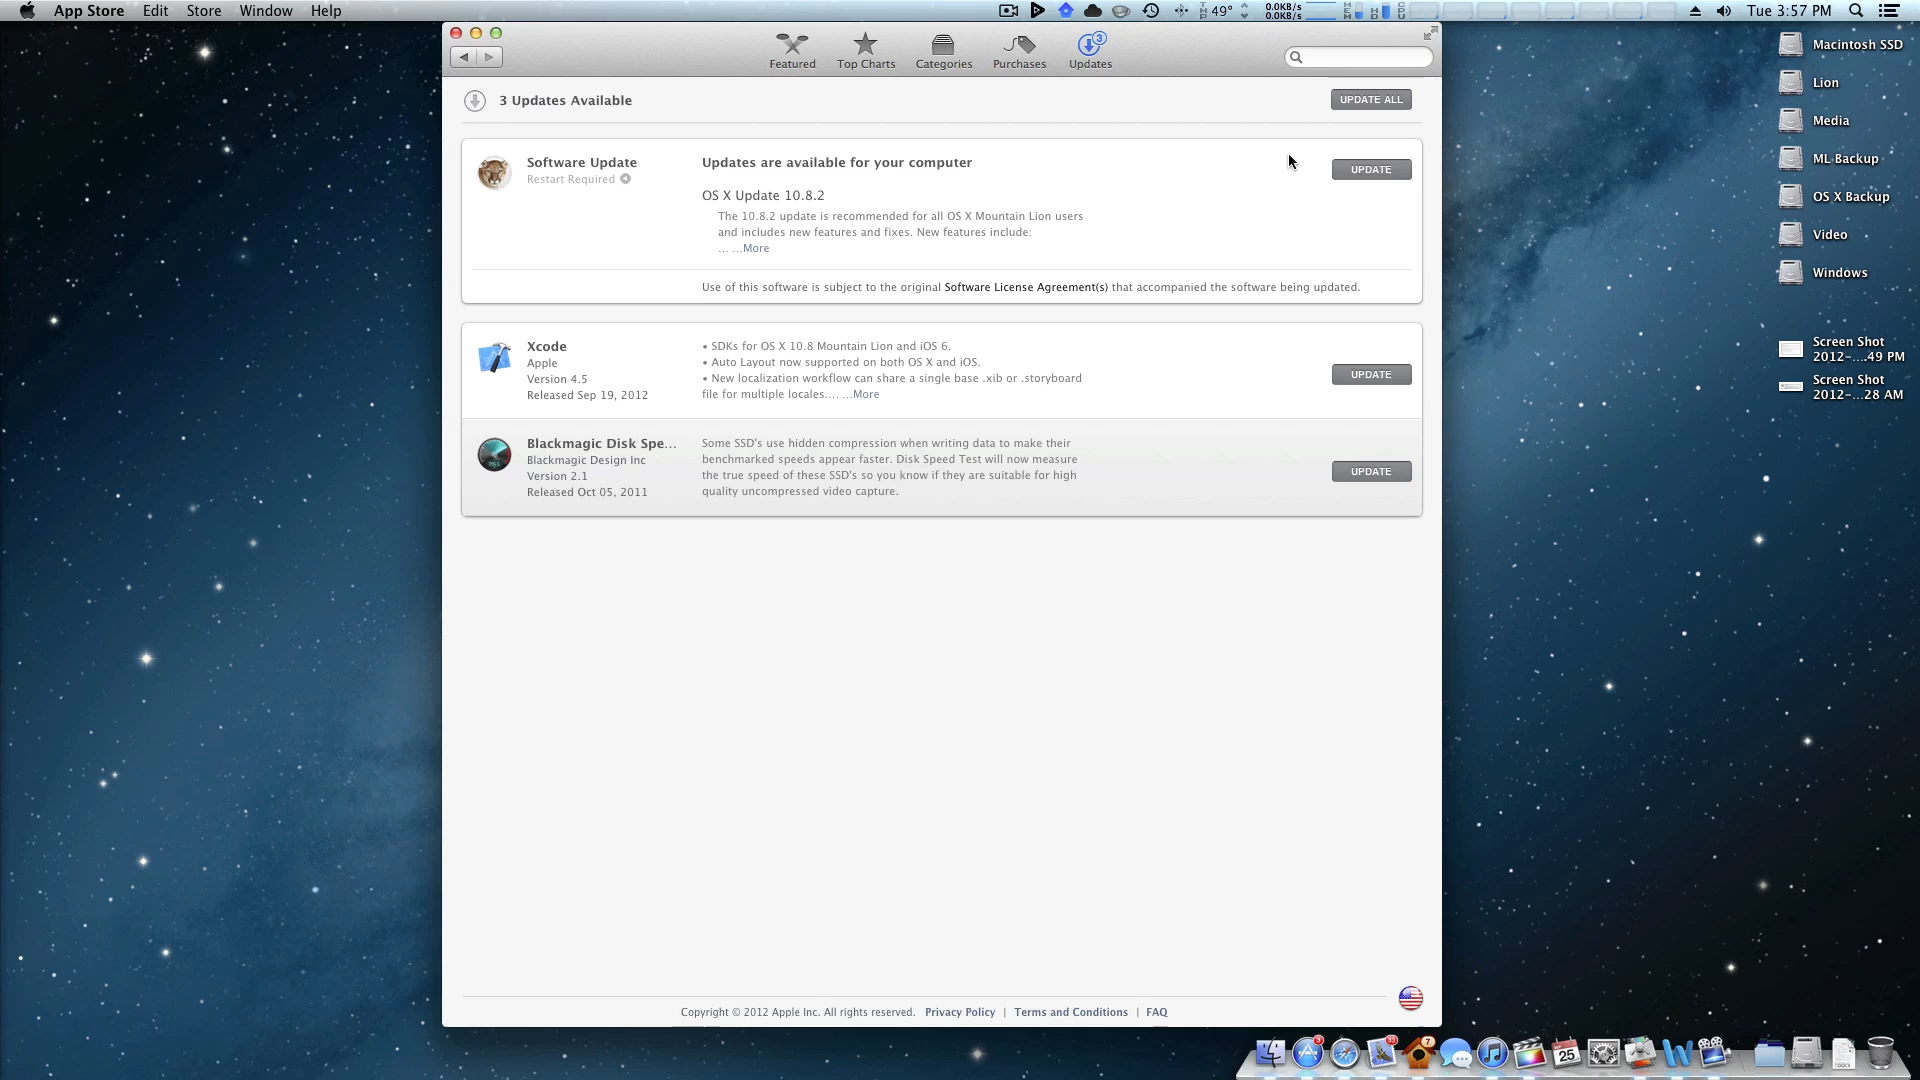 App Store Edit Store Window Help
49° 0.0KB/s
0.0KB/s
Tue 3:57 PM
Featured Top Charts Categories Purchases Updates
3
3 Updates Available
UPDATE ALL
Software Update
Restart Required
Updates are available for your computer
UPDATE
OS X Update 10.8.2
The 10.8.2 update is recommended for all OS X Mountain Lion users
and includes new features and fixes. New features include:
... ...More
Use of this software is subject to the original Software License Agreement(s) that accompanied the software being updated.
Xcode
Apple
Version 4.5
Released Sep 19, 2012
• SDKs for OS X 10.8 Mountain Lion and iOS 6.
• Auto Layout now supported on both OS X and iOS.
• New localization workflow can share a single base .xib or .storyboard
file for multiple locales.... ...More
UPDATE
Blackmagic Disk Spe...
Blackmagic Design Inc
Version 2.1
Released Oct 05, 2011
Some SSD's use hidden compression when writing data to make their
benchmarked speeds appear faster. Disk Speed Test will now measure
the true speed of these SSD's so you know if they are suitable for high
quality uncompressed video capture.
UPDATE
Copyright © 2012 Apple Inc. All rights reserved. Privacy Policy | Terms and Conditions | FAQ
Macintosh SSD
Lion
Media
ML Backup
OS X Backup
Video
Windows
Screen Shot
2012-....49 PM
Screen Shot
2012-...28 AM
3
33
7
25